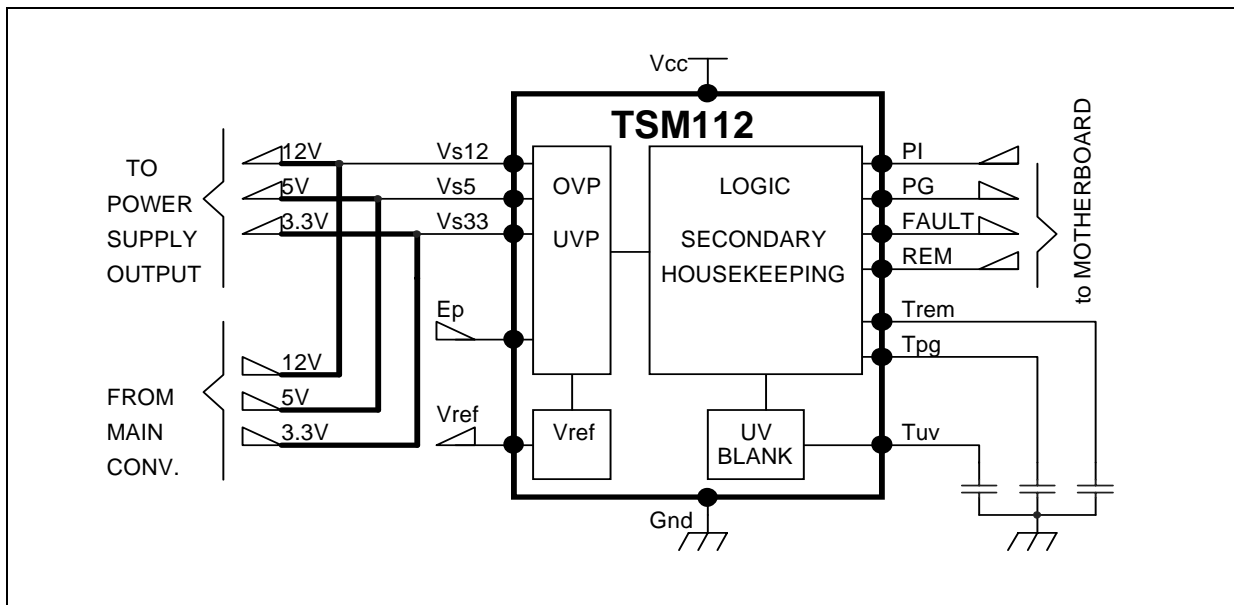 Vcc
TSM112
TO
POWER
SUPPLY
OUTPUT
12V
5V
3.3V
Vs12
Vs5
Vs33
OVP
UVP
LOGIC
SECONDARY
HOUSEKEEPING
PI
PG
FAULT
REM
to MOTHERBOARD
Ep
Trem
Tpg
FROM
MAIN
CONV.
12V
5V
3.3V
Vref
Vref
UV
BLANK
Tuv
Gnd